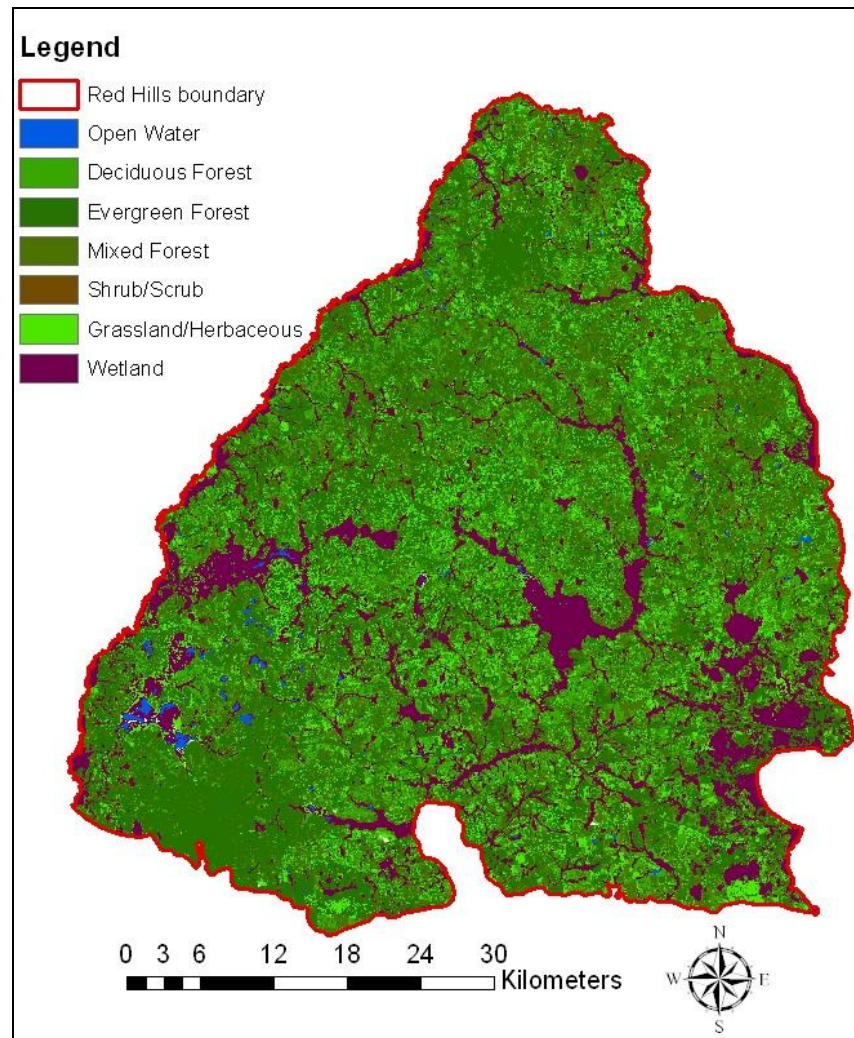 Legend
Red Hills boundary
Open Water
Deciduous Forest
Evergreen Forest
Mixed Forest
Shrub/Scrub
Grassland/Herbaceous
Wetland
0 3 6 12 18 24 30
Kilometers
N
W E
S